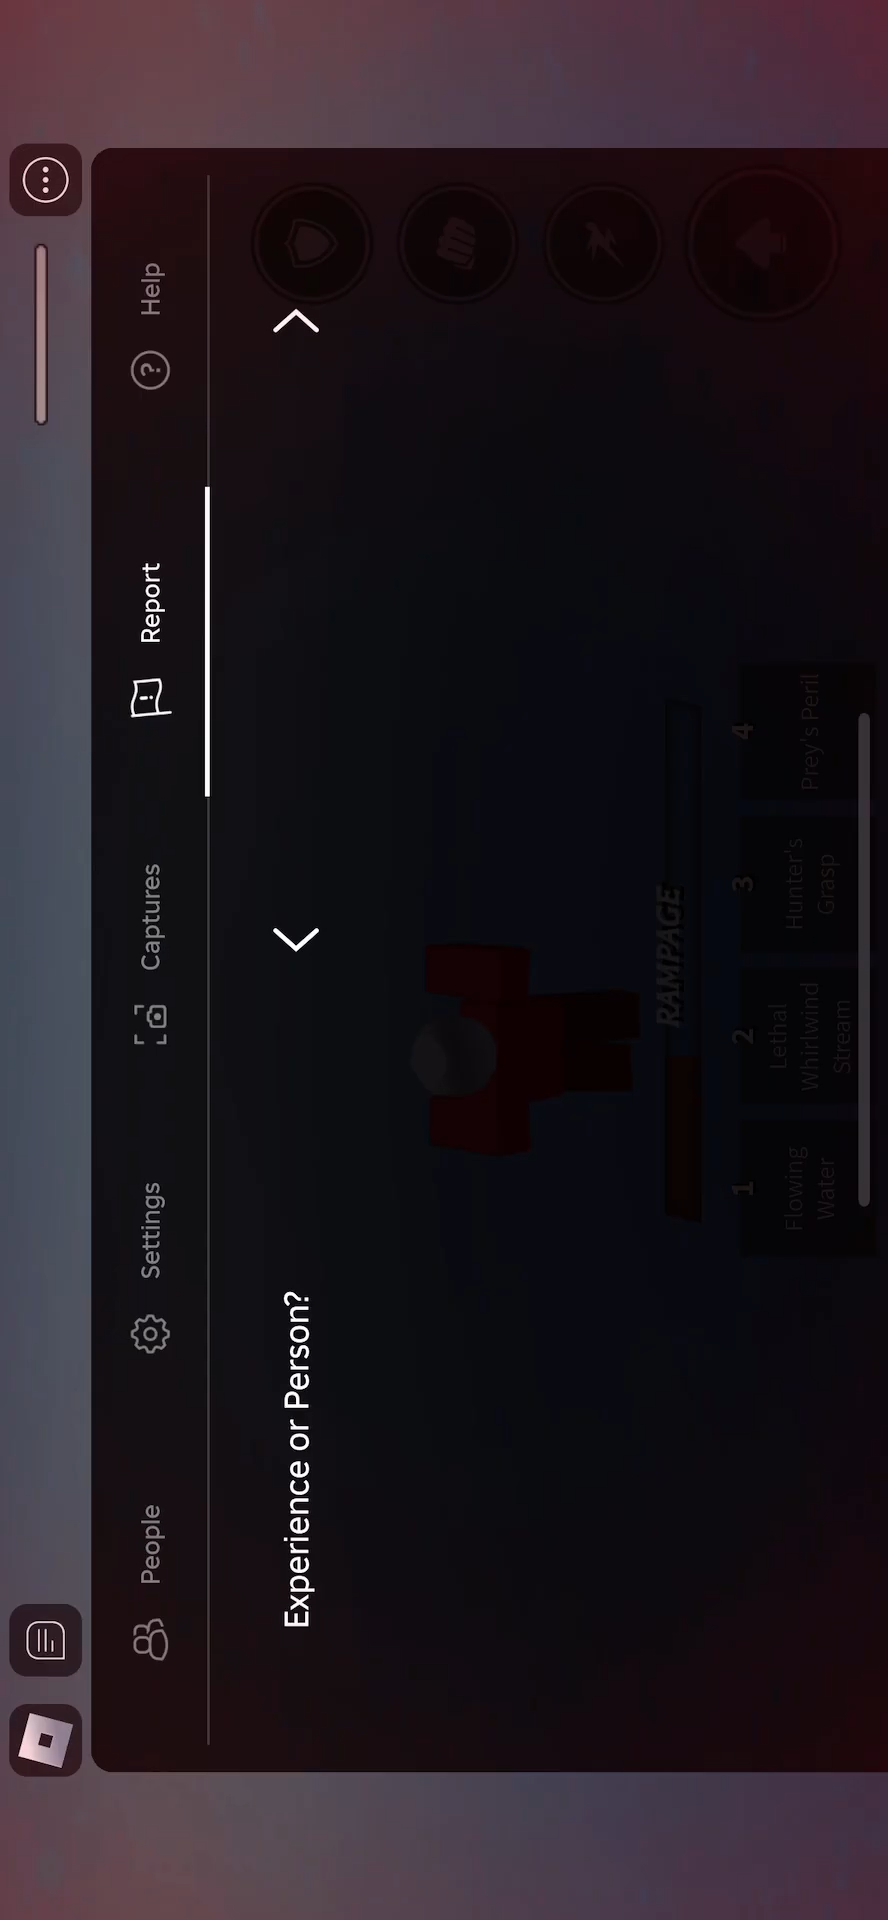 People
Settings
Captures
Report
Help
Experience or Person?
RAMPAGE
1
Flowing
Water
2
Lethal
Whirlwind
Stream
3
Hunter's
Grasp
4
Prey's Peril